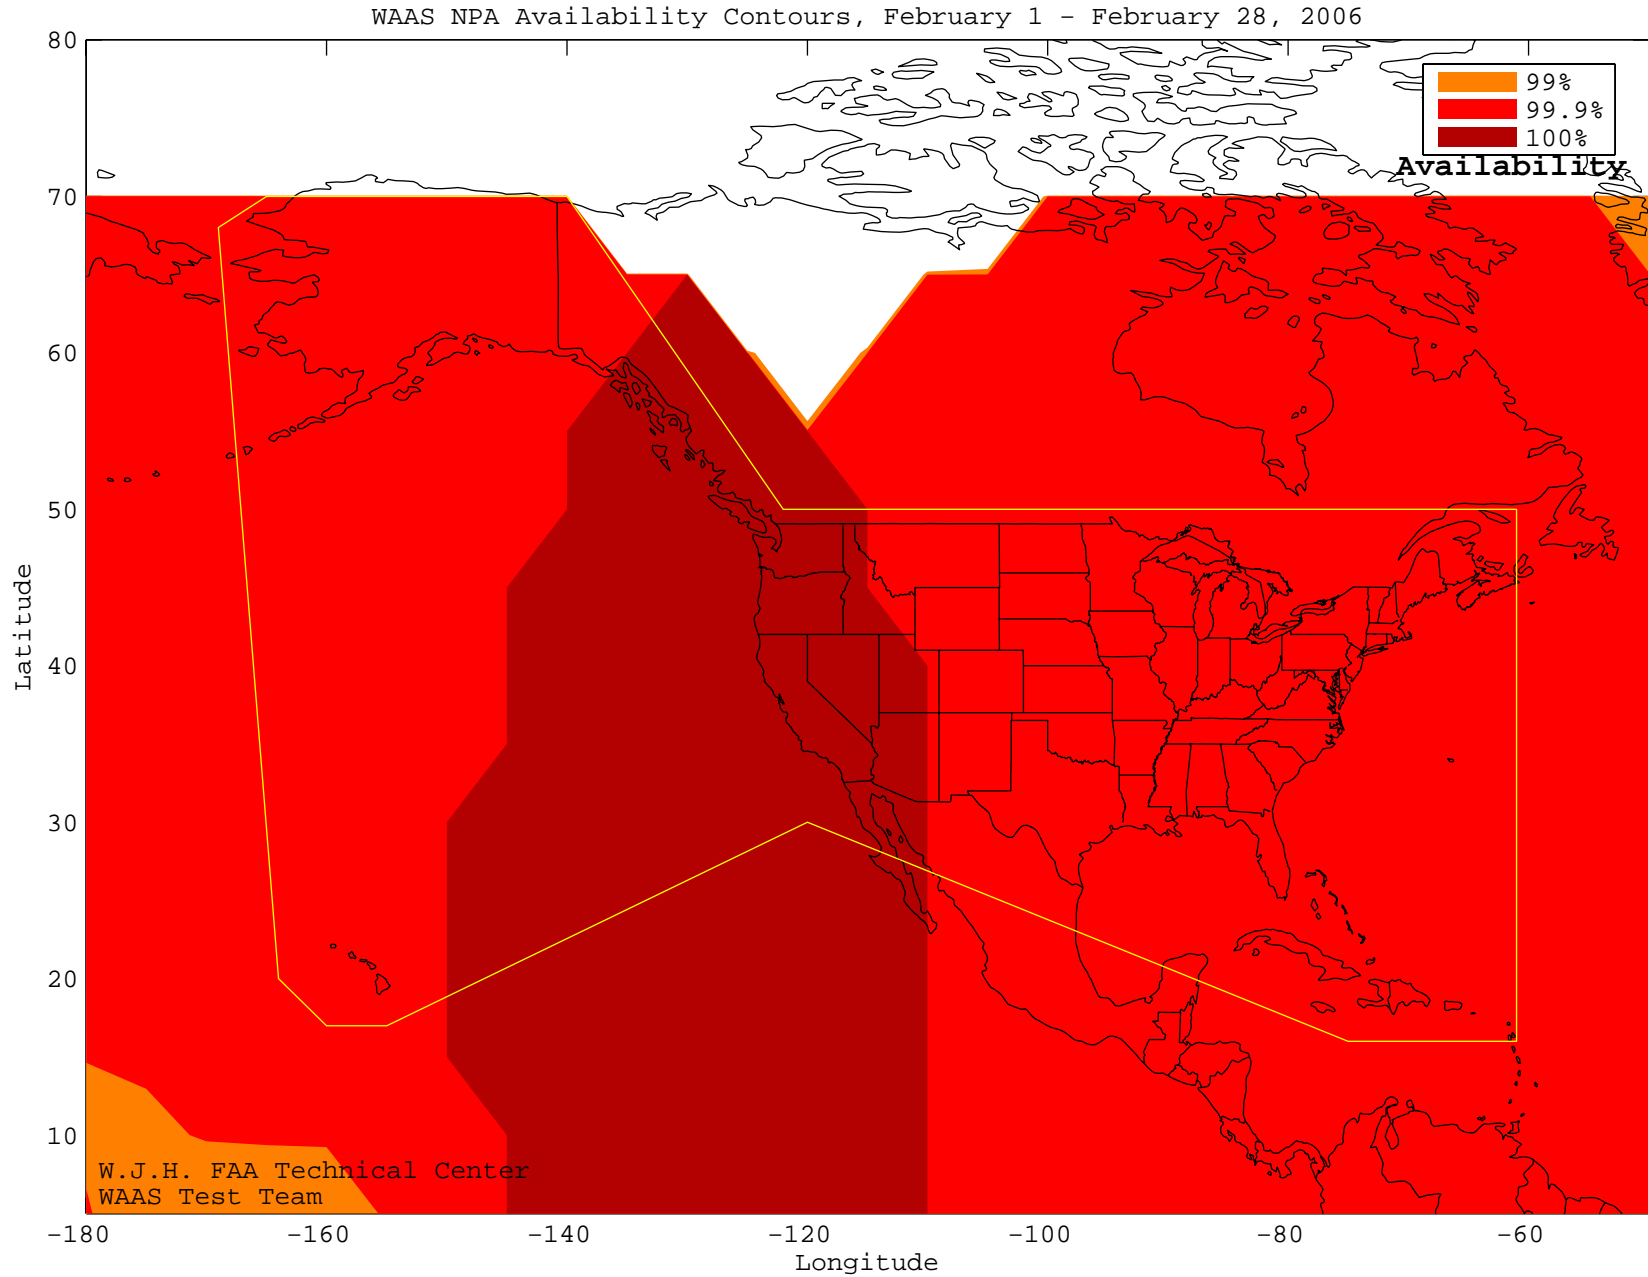 WAAS NPA Availability Contours, February 1 – February 28, 2006
80
70
60
50
40
30
20
10
Latitude
99%
99.9%
100%
Availability
W.J.H. FAA Technical Center
WAAS Test Team
−180 −160 −140 −120 −100 −80 −60
Longitude